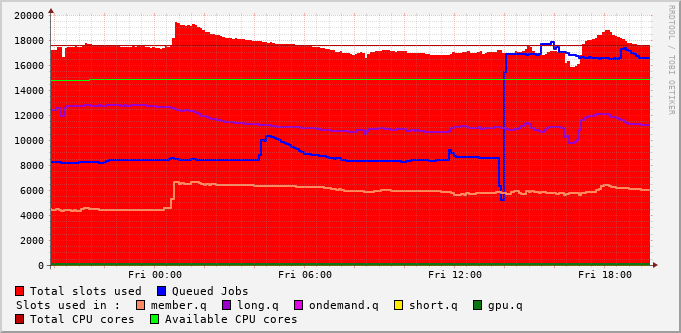 20000
18000
16000
14000
12000
10000
8000
6000
4000
2000
0
Fri 00:00 Fri 06:00 Fri 12:00 Fri 18:00
Total slots used Queued Jobs
Slots used in : member.q long.q ondemand.q short.q gpu.q
Total CPU cores Available CPU cores
RRDTOOL / TOBI OETIKER